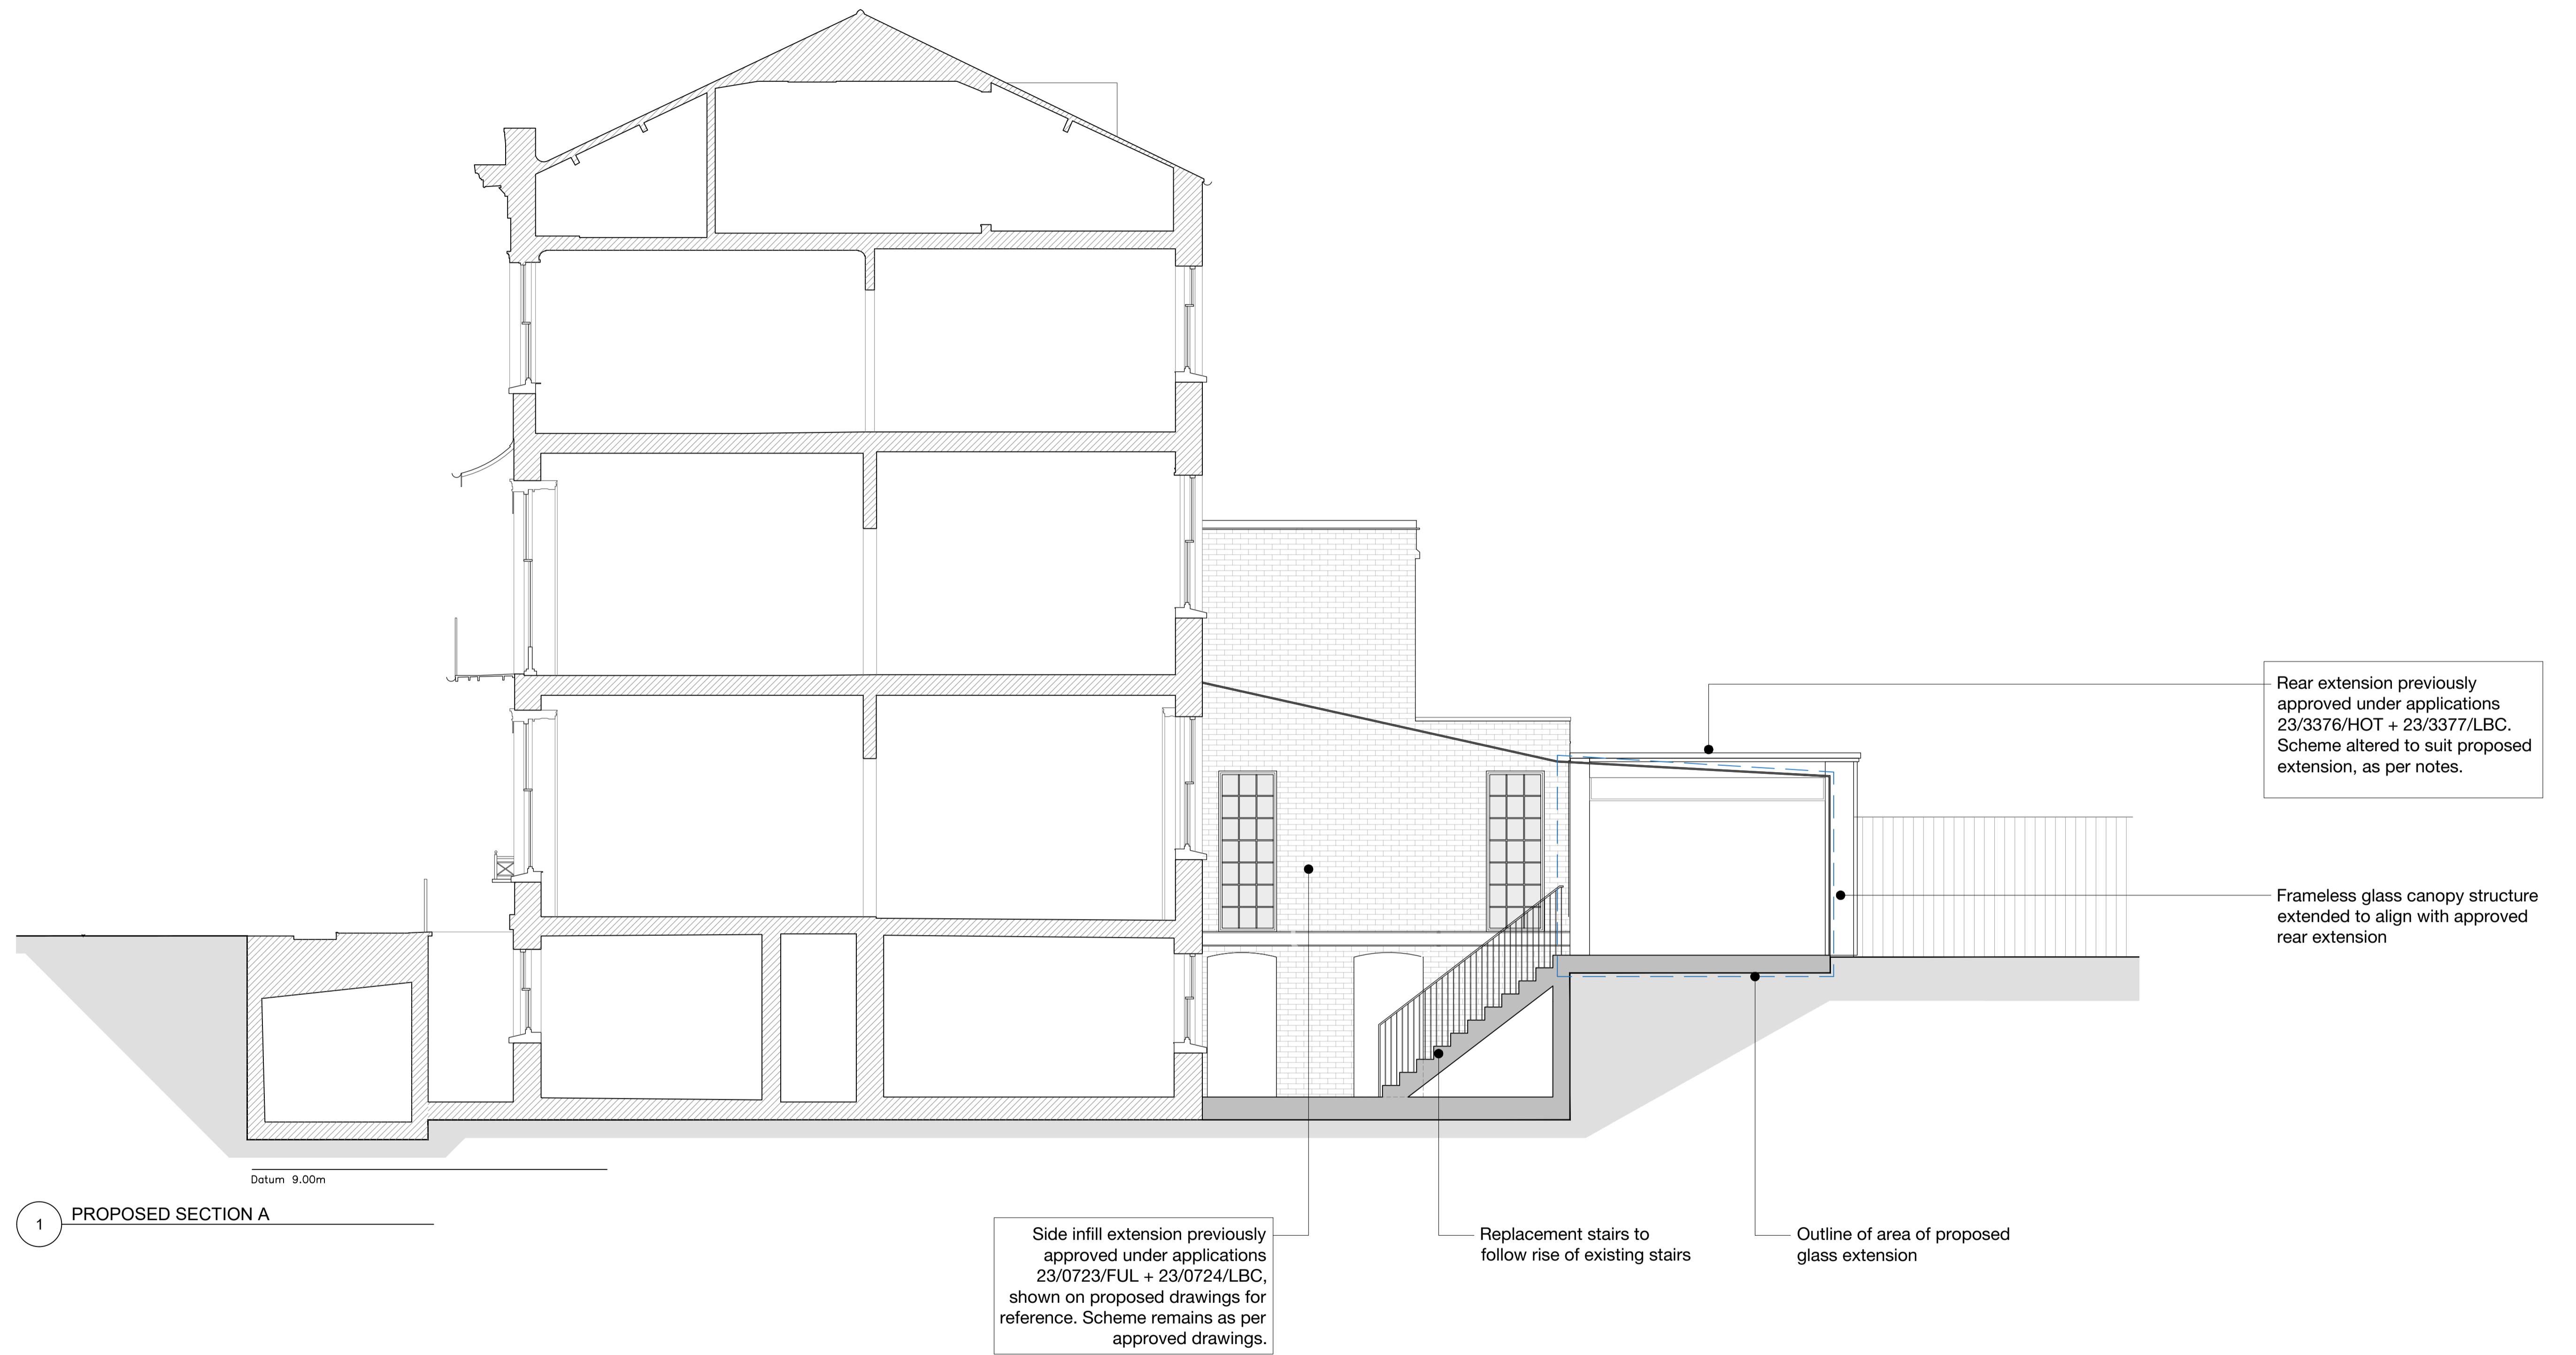 Rear extension previously
approved under applications
23/3376/HOT + 23/3377/LBC.
Scheme altered to suit proposed
extension, as per notes.
Frameless glass canopy structure
extended to align with approved
rear extension
Datum 9.00m
1
PROPOSED SECTION A
Side infill extension previously
approved under applications
23/0723/FUL + 23/0724/LBC,
shown on proposed drawings for
reference. Scheme remains as per
approved drawings.
Replacement stairs to
follow rise of existing stairs
Outline of area of proposed
glass extension